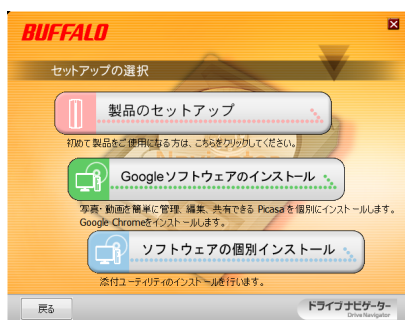 BUFFALO
セットアップの選択
製品のセットアップ
初めて製品をご使用になる方は、こちらをクリックしてください。
Googleソフトウェアのインストール
写真・動画を簡単に管理、編集、共有できる Picasa を個別にインストールします。
Google Chromeをインストールします。
ソフトウェアの個別インストール
添付ユーティリティのインストールを行います。
戻る
ドライブナビゲーター
Drive Navigator